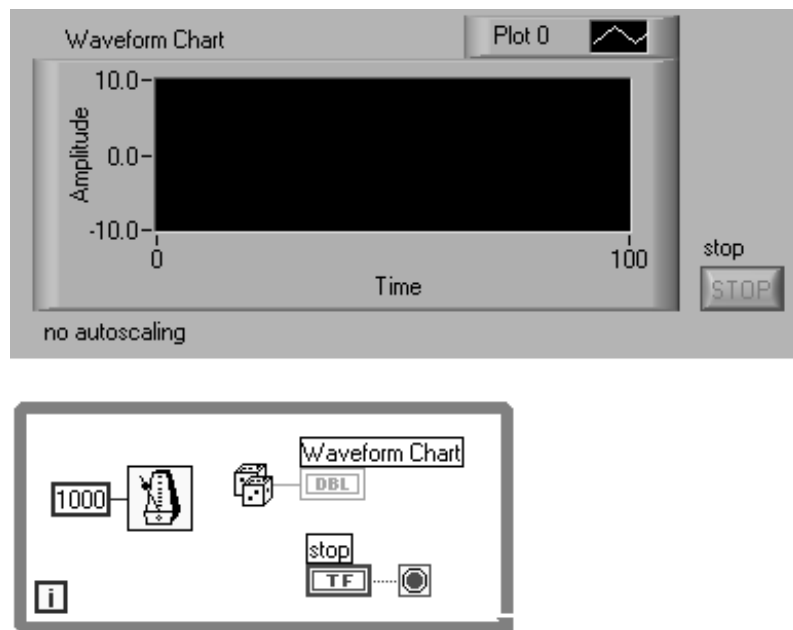 Waveform Chart
Plot 0
10.0
Amplitude
0.0
-10.0
0
100
Time
stop
STOP
no autoscaling
Waveform Chart
1000
DBL
stop
TF
i